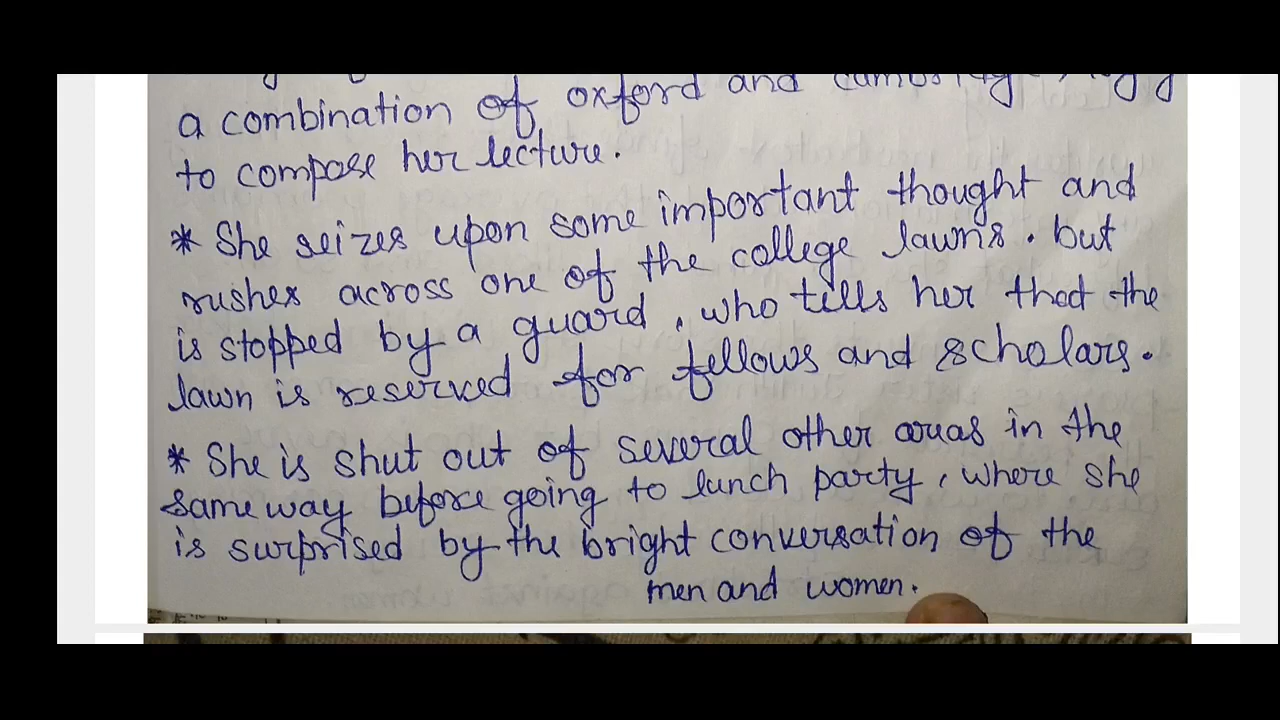 a combination of oxford and
to compose her lecture.
* She seizes upon some important thought and
rushes across one of the college lawns. but
is stopped by a guard, who tells her that the
lawn is reserved for fellows and scholars.
* She is shut out of several other areas in the
same way before going to lunch party, where she
is surprised by the bright conversation of the
men and women.